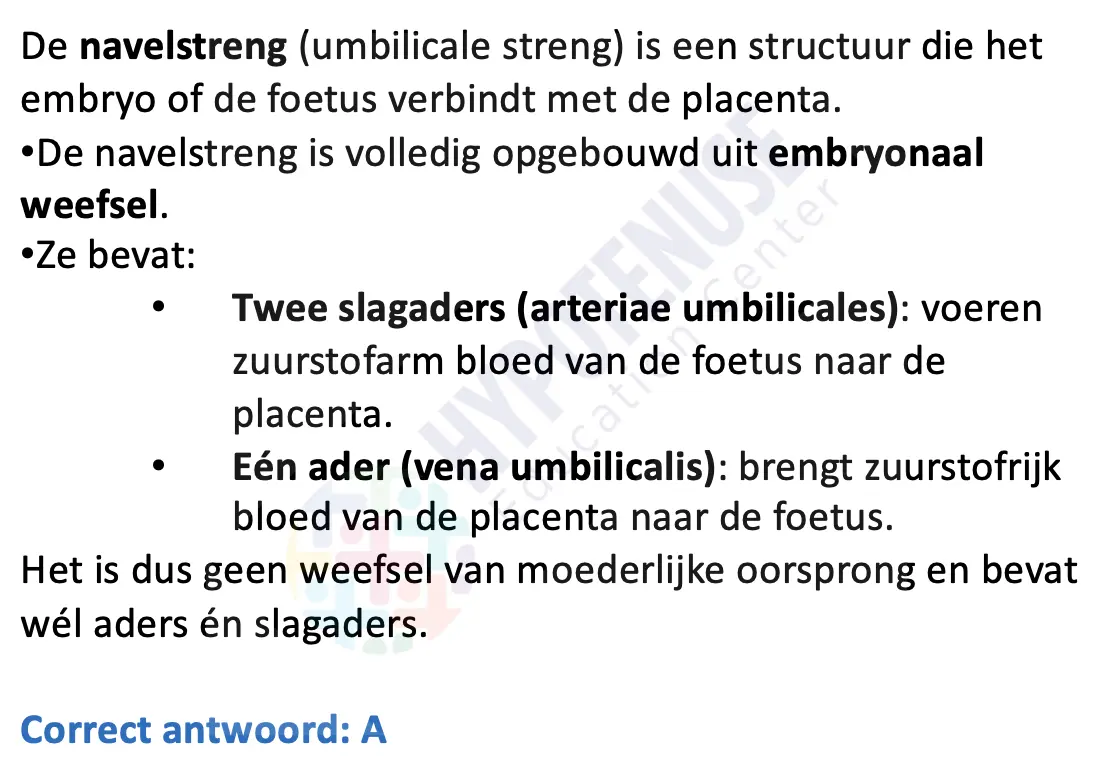 De navelstreng (umbilicale streng) is een structuur die het
embryo of de foetus verbindt met de placenta.
•De navelstreng is volledig opgebouwd uit embryonaal
weefsel.
•Ze bevat:
• Twee slagaders (arteriae umbilicales): voeren
zuurstofarm bloed van de foetus naar de
placenta.
• Eén ader (vena umbilicalis): brengt zuurstofrijk
bloed van de placenta naar de foetus.
Het is dus geen weefsel van moederlijke oorsprong en bevat
wél aders én slagaders.
Correct antwoord: A
HYPOTENUSE
Education Center